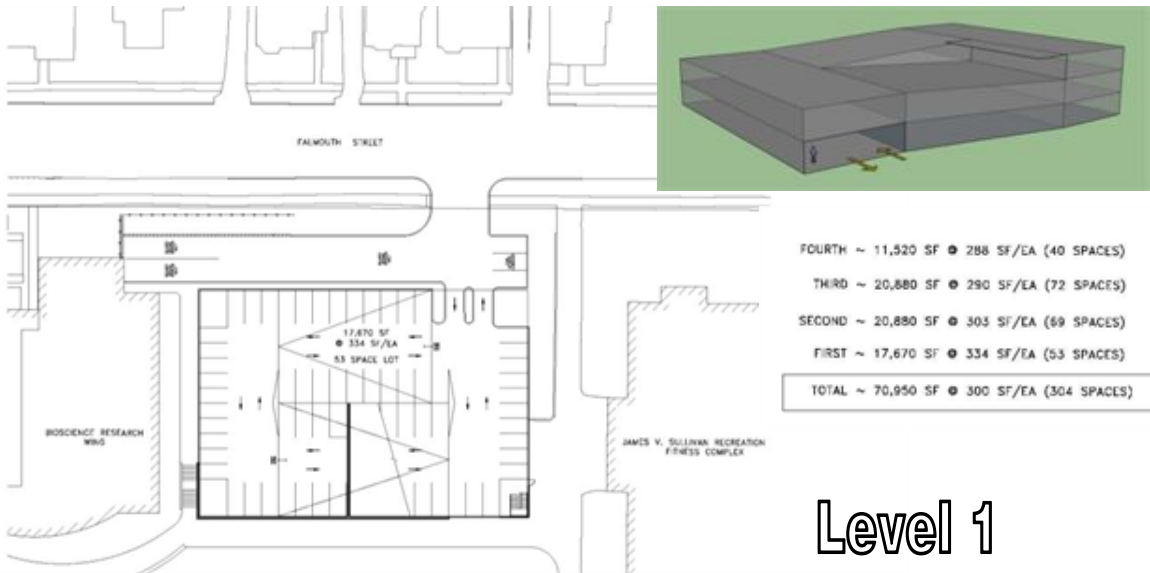 FALMOUTH STREET
17,670 SF
@ 334 SF/EA
53 SPACE LOT
BIOSCIENCE RESEARCH
WING
JAMES V. SULLIVAN RECREATION
FITNESS COMPLEX
FOURTH ~ 11,520 SF @ 288 SF/EA (40 SPACES)
THIRD ~ 20,880 SF @ 290 SF/EA (72 SPACES)
SECOND ~ 20,880 SF @ 303 SF/EA (69 SPACES)
FIRST ~ 17,670 SF @ 334 SF/EA (53 SPACES)
TOTAL ~ 70,950 SF @ 300 SF/EA (304 SPACES)
Level 1